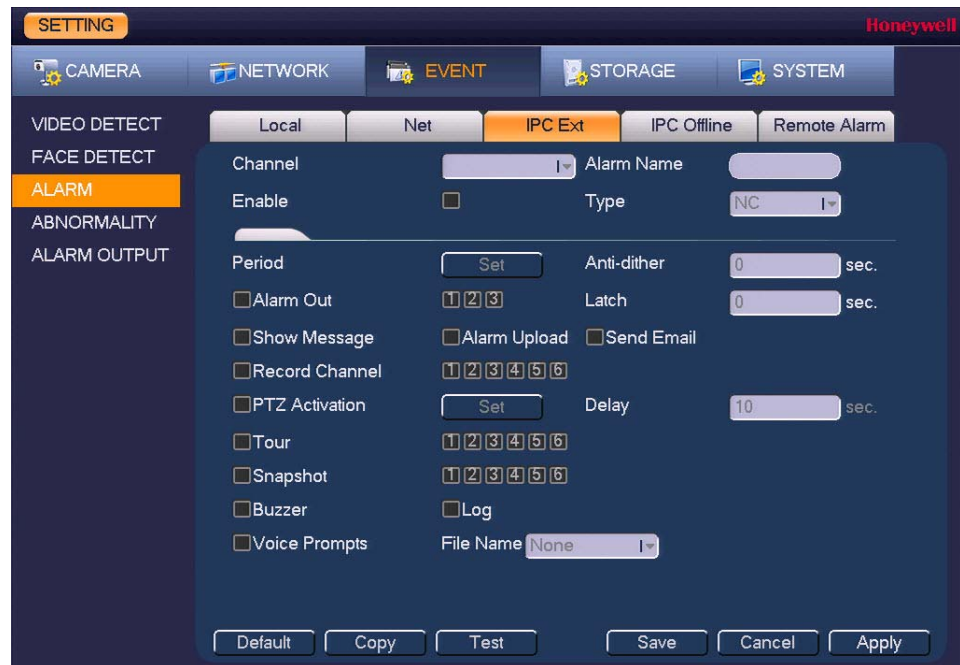 SETTING Honeywell
CAMERA NETWORK EVENT STORAGE SYSTEM
VIDEO DETECT
FACE DETECT
ALARM
ABNORMALITY
ALARM OUTPUT
Local Net IPC Ext IPC Offline Remote Alarm
Channel Alarm Name
Enable Type NC
Period Set Anti-dither 0 sec.
Alarm Out 1 2 3 Latch 0 sec.
Show Message Alarm Upload Send Email
Record Channel 1 2 3 4 5 6
PTZ Activation Set Delay 10 sec.
Tour 1 2 3 4 5 6
Snapshot 1 2 3 4 5 6
Buzzer Log
Voice Prompts File Name None
Default Copy Test Save Cancel Apply